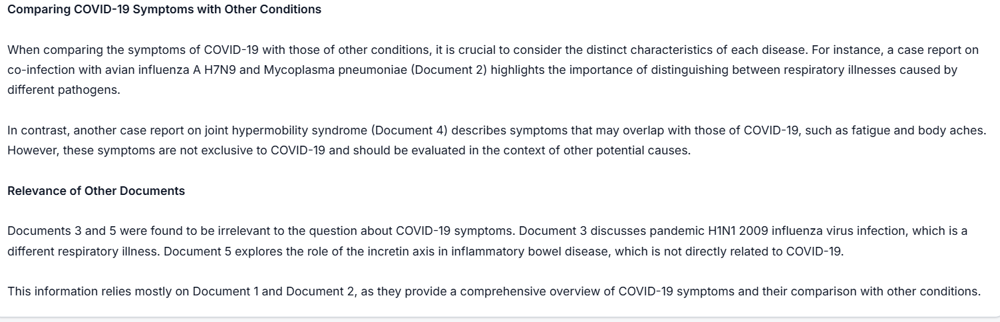 Comparing COVID-19 Symptoms with Other Conditions
When comparing the symptoms of COVID-19 with those of other conditions, it is crucial to consider the distinct characteristics of each disease. For instance, a case report on
co-infection with avian influenza A H7N9 and Mycoplasma pneumoniae (Document 2) highlights the importance of distinguishing between respiratory illnesses caused by
different pathogens.
In contrast, another case report on joint hypermobility syndrome (Document 4) describes symptoms that may overlap with those of COVID-19, such as fatigue and body aches.
However, these symptoms are not exclusive to COVID-19 and should be evaluated in the context of other potential causes.
Relevance of Other Documents
Documents 3 and 5 were found to be irrelevant to the question about COVID-19 symptoms. Document 3 discusses pandemic H1N1 2009 influenza virus infection, which is a
different respiratory illness. Document 5 explores the role of the incretin axis in inflammatory bowel disease, which is not directly related to COVID-19.
This information relies mostly on Document 1 and Document 2, as they provide a comprehensive overview of COVID-19 symptoms and their comparison with other conditions.